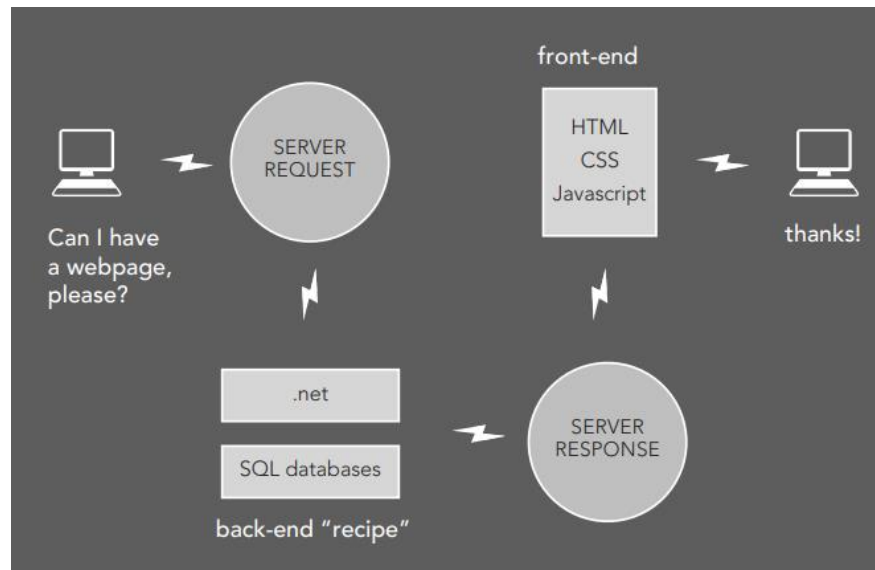 Can I have
a webpage,
please?
SERVER
REQUEST
.net
SQL databases
back-end “recipe”
SERVER
RESPONSE
front-end
HTML
CSS
Javascript
thanks!